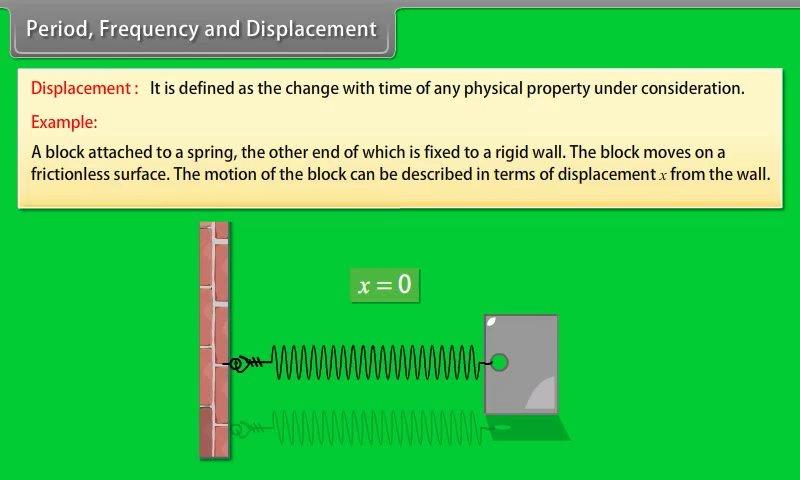 Period, Frequency and Displacement
Displacement : It is defined as the change with time of any physical property under consideration.
Example:
A block attached to a spring, the other end of which is fixed to a rigid wall. The block moves on a
frictionless surface. The motion of the block can be described in terms of displacement x from the wall.
x = 0